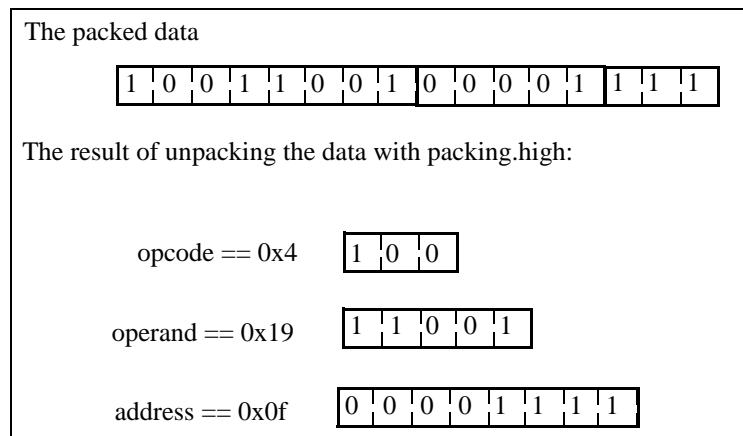 The packed data
1 0 0 1 1 0 0 1 0 0 0 0 1 1 1 1
The result of unpacking the data with packing.high:
opcode == 0x4 1 0 0
operand == 0x19 1 1 0 0 1
address == 0x0f 0 0 0 0 1 1 1 1